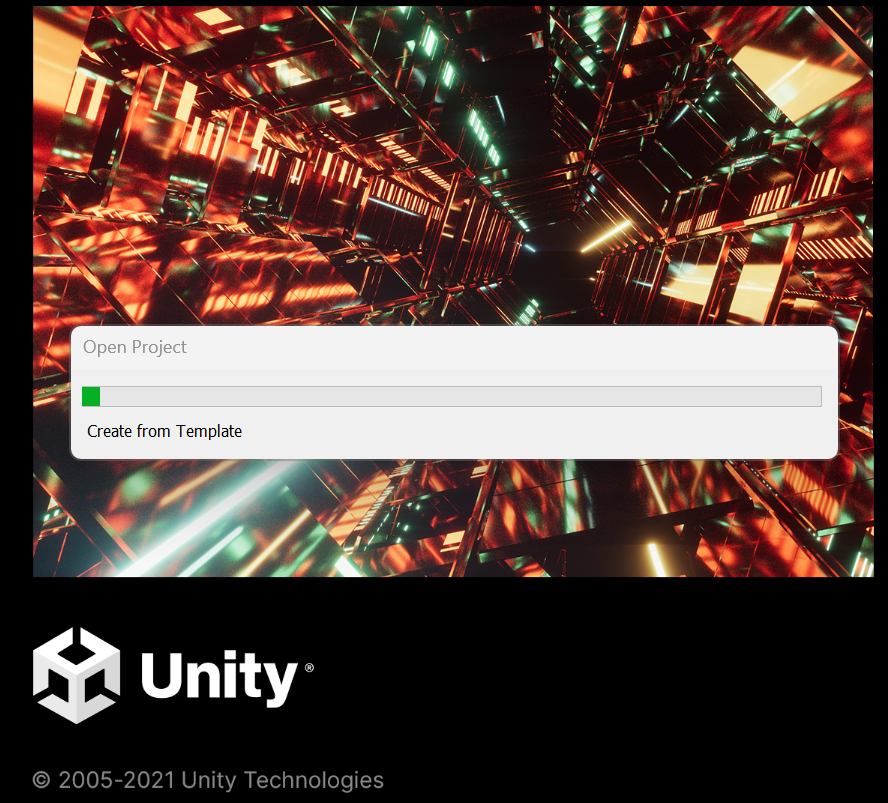 Open Project
Create from Template
Unity®
© 2005-2021 Unity Technologies